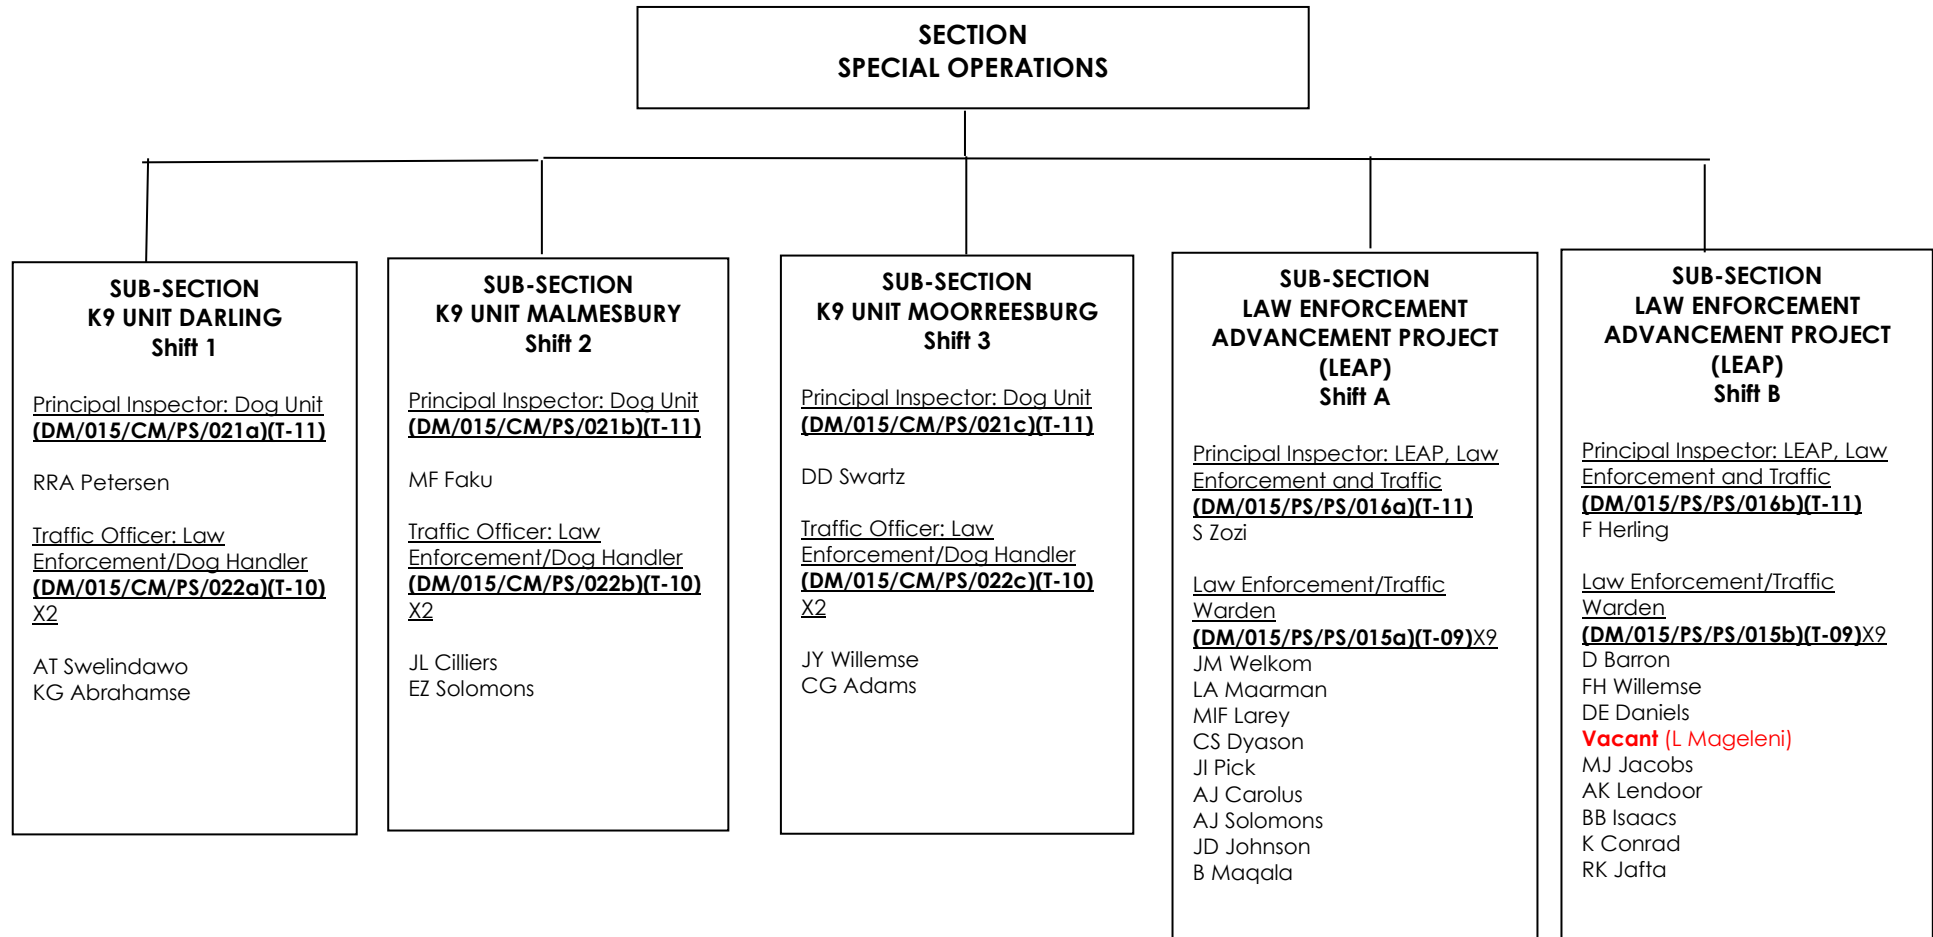 SECTION
SPECIAL OPERATIONS
SUB-SECTION
K9 UNIT DARLING
Shift 1
Principal Inspector: Dog Unit
(DM/015/CM/PS/021a)(T-11)
RRA Petersen
Traffic Officer: Law
Enforcement/Dog Handler
(DM/015/CM/PS/022a)(T-10)
X2
AT Swelindawo
KG Abrahamse
SUB-SECTION
K9 UNIT MALMESBURY
Shift 2
Principal Inspector: Dog Unit
(DM/015/CM/PS/021b)(T-11)
MF Faku
Traffic Officer: Law
Enforcement/Dog Handler
(DM/015/CM/PS/022b)(T-10)
X2
JL Cilliers
EZ Solomons
SUB-SECTION
K9 UNIT MOORREESBURG
Shift 3
Principal Inspector: Dog Unit
(DM/015/CM/PS/021c)(T-11)
DD Swartz
Traffic Officer: Law
Enforcement/Dog Handler
(DM/015/CM/PS/022c)(T-10)
X2
JY Willemse
CG Adams
SUB-SECTION
LAW ENFORCEMENT
ADVANCEMENT PROJECT
(LEAP)
Shift A
Principal Inspector: LEAP, Law
Enforcement and Traffic
(DM/015/PS/PS/016a)(T-11)
S Zozi
Law Enforcement/Traffic
Warden
(DM/015/PS/PS/015a)(T-09)X9
JM Welkom
LA Maarman
MIF Larey
CS Dyason
JI Pick
AJ Carolus
AJ Solomons
JD Johnson
B Maqala
SUB-SECTION
LAW ENFORCEMENT
ADVANCEMENT PROJECT
(LEAP)
Shift B
Principal Inspector: LEAP, Law
Enforcement and Traffic
(DM/015/PS/PS/016b)(T-11)
F Herling
Law Enforcement/Traffic
Warden
(DM/015/PS/PS/015b)(T-09)X9
D Barron
FH Willemse
DE Daniels
Vacant (L Mageleni)
MJ Jacobs
AK Lendoor
BB Isaacs
K Conrad
RK Jafta